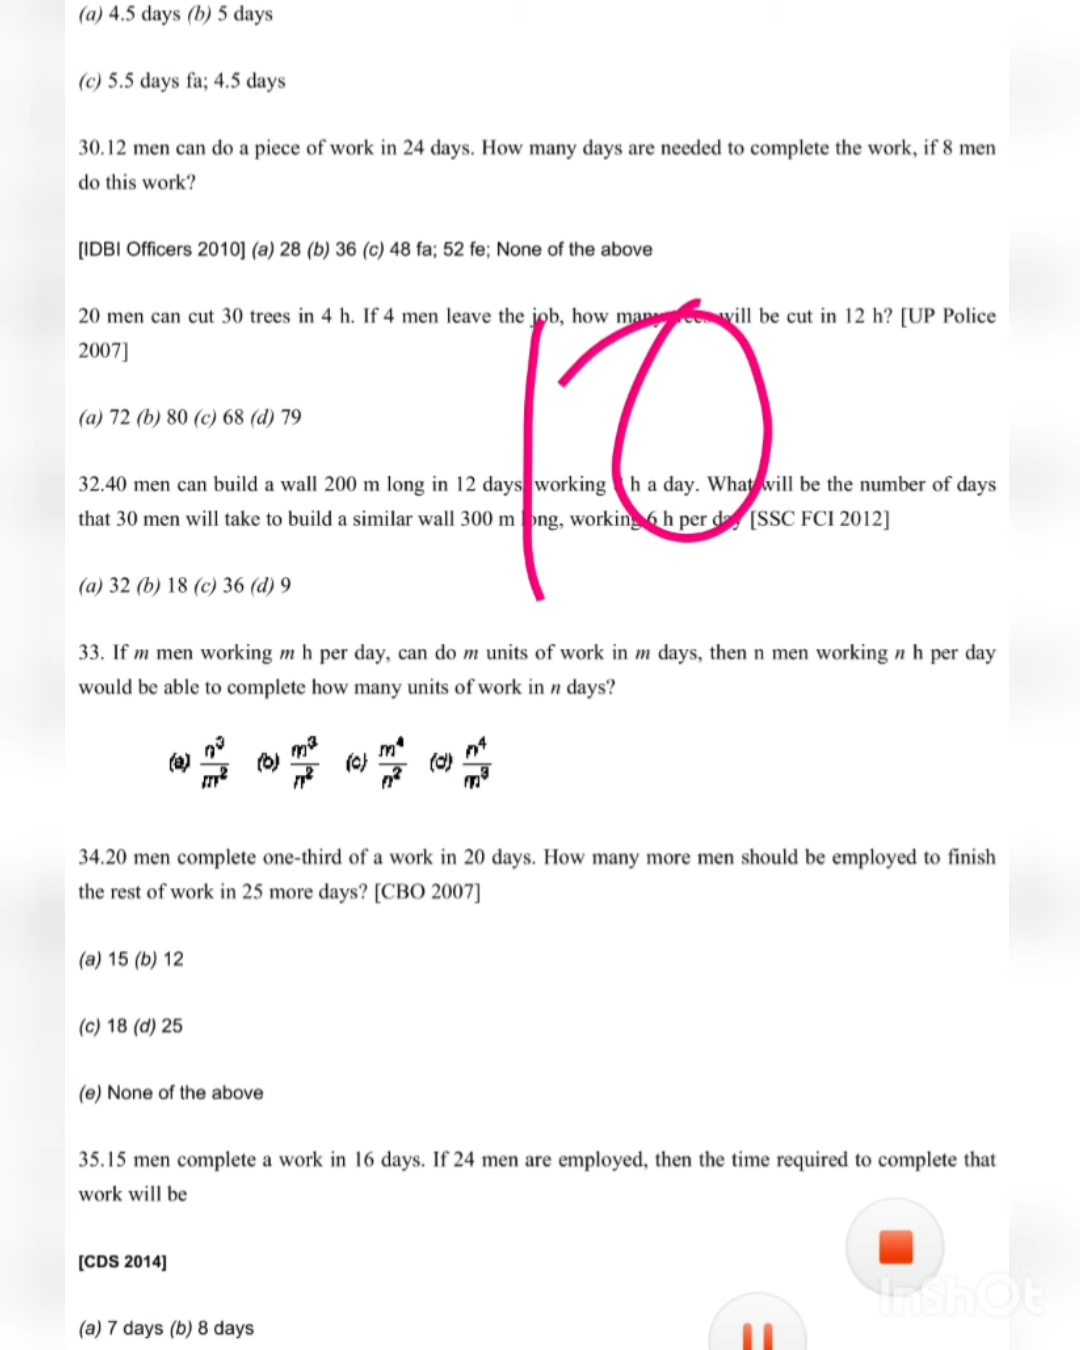 (a) 4.5 days (b) 5 days
(c) 5.5 days fa; 4.5 days
30.12 men can do a piece of work in 24 days. How many days are needed to complete the work, if 8 men
do this work?
[IDBI Officers 2010] (a) 28 (b) 36 (c) 48 fa; 52 fe; None of the above
20 men can cut 30 trees in 4 h. If 4 men leave the job, how many will be cut in 12 h? [UP Police
2007]
(a) 72 (b) 80 (c) 68 (d) 79
10
32.40 men can build a wall 200 m long in 12 days working h a day. What will be the number of days
that 30 men will take to build a similar wall 300 m long, working 6 h per day [SSC FCI 2012]
(a) 32 (b) 18 (c) 36 (d) 9
33. If m men working m h per day, can do m units of work in m days, then n men working n h per day
would be able to complete how many units of work in n days?
(a) n³/m² (b) m³/n² (c) m⁴/n² (d) n⁴/m³
34.20 men complete one-third of a work in 20 days. How many more men should be employed to finish
the rest of work in 25 more days? [CBO 2007]
(a) 15 (b) 12
(c) 18 (d) 25
(e) None of the above
35.15 men complete a work in 16 days. If 24 men are employed, then the time required to complete that
work will be
[CDS 2014]
InShOt
(a) 7 days (b) 8 days